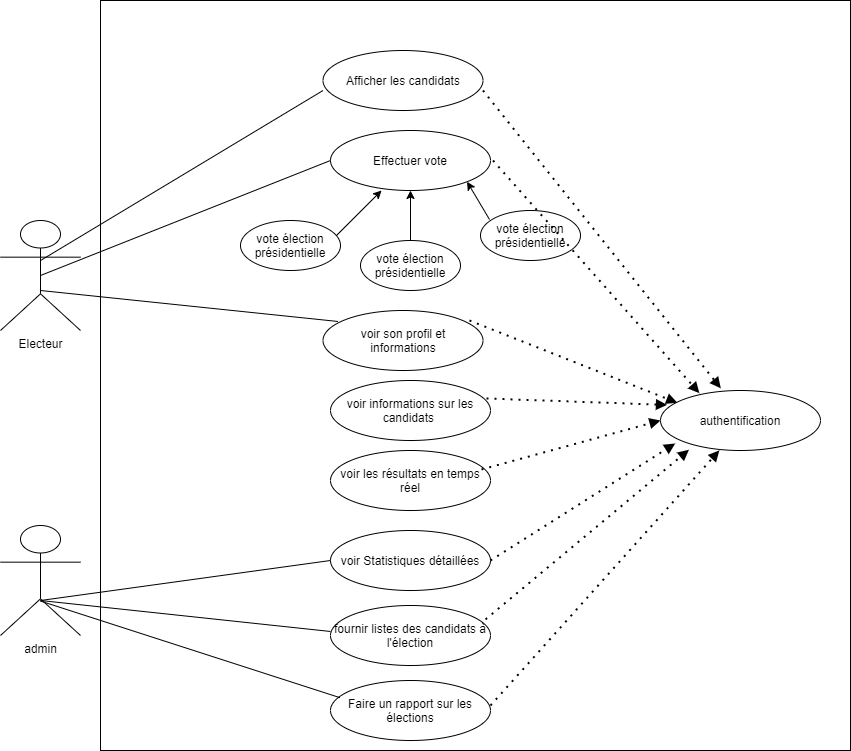 Afficher les candidats
Effectuer vote
vote élection
présidentielle
vote élection
présidentielle
vote élection
présidentielle
Electeur
voir son profil et
informations
voir informations sur les
candidats
authentification
voir les résultats en temps
réel
voir Statistiques détaillées
fournir listes des candidats à
l'élection
admin
Faire un rapport sur les
élections